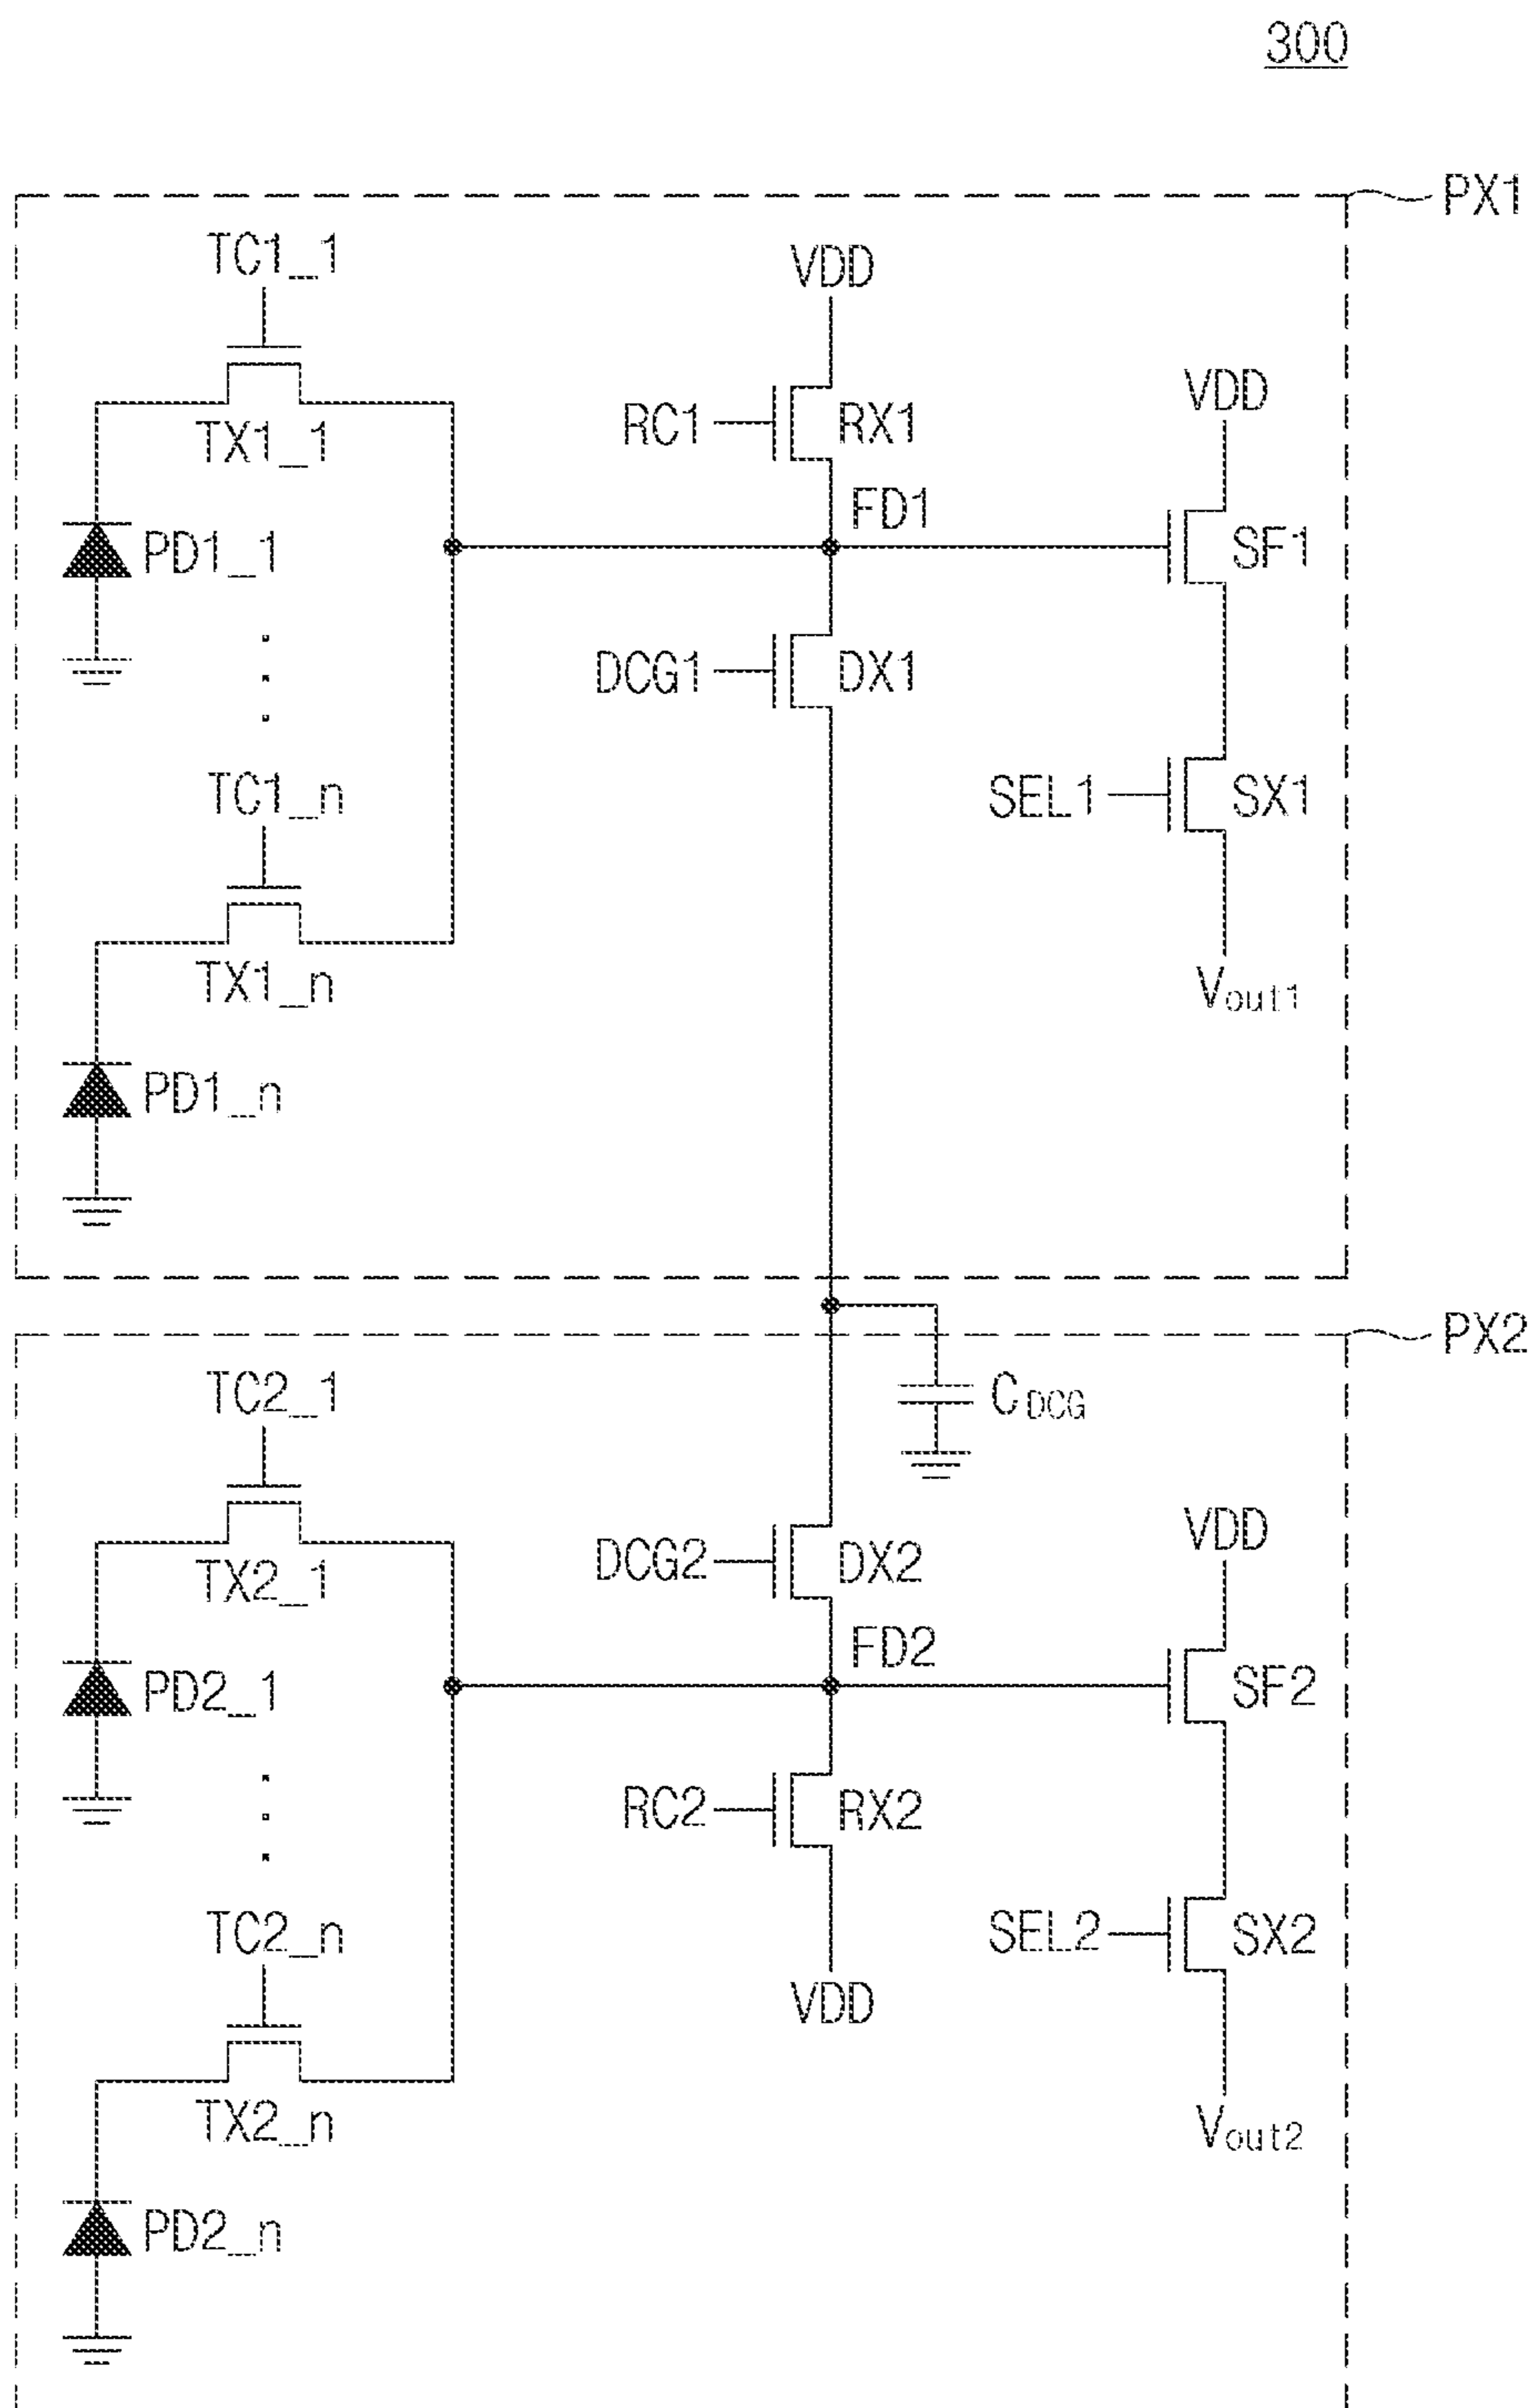 300
PX1
TC1_1
VDD
VDD
RC1
RX1
TX1_1
FD1
PD1_1
SF1
DCG1
DX1
TC1_n
SEL1
SX1
TX1_n
Vout1
PD1_n
PX2
TC2_1
CDCG
VDD
DCG2
DX2
TX2_1
FD2
PD2_1
SF2
RC2
RX2
TC2_n
SEL2
SX2
VDD
TX2_n
Vout2
PD2_n